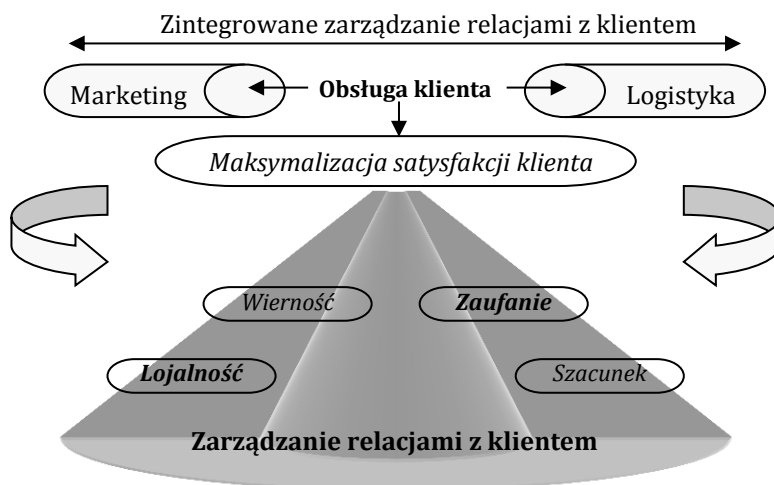 Zintegrowane zarządzanie relacjami z klientem
Marketing
Obsługa klienta
Logistyka
Maksymalizacja satysfakcji klienta
Wierność
Zaufanie
Lojalność
Szacunek
Zarządzanie relacjami z klientem